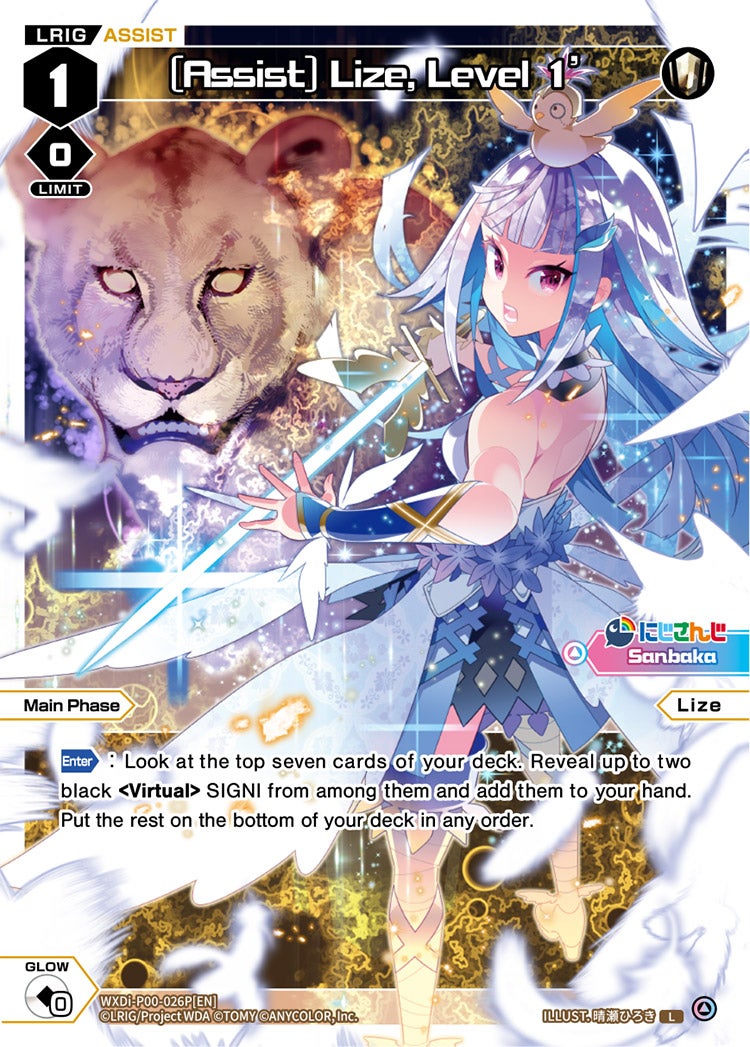 LRIG ASSIST
1
[Assist] Lize, Level 1'
0
LIMIT
にじさんじ
Sanbaka
Main Phase
Lize
Enter : Look at the top seven cards of your deck. Reveal up to two
black <Virtual> SIGNI from among them and add them to your hand.
Put the rest on the bottom of your deck in any order.
GLOW
0
WXDi-P00-026P[EN]
©LRIG/Project WDA ©TOMY ©ANYCOLOR, Inc.
ILLUST. 晴瀬ひろき L